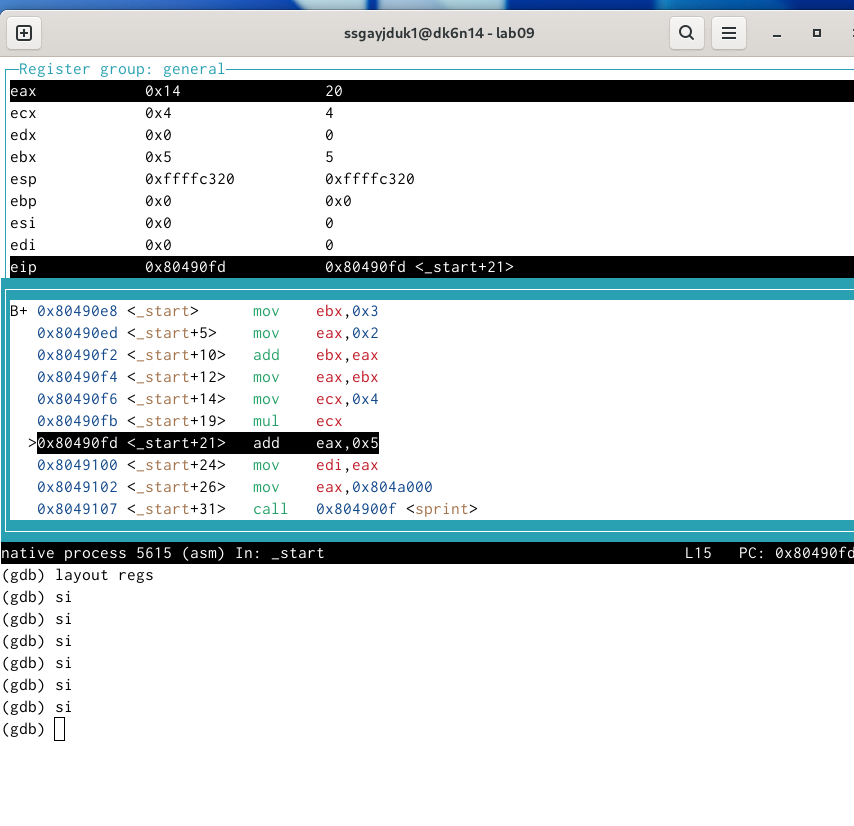 ssgayjduk1@dk6n14 - lab09
Register group: general
eax 0x14 20
ecx 0x4 4
edx 0x0 0
ebx 0x5 5
esp 0xffffc320 0xffffc320
ebp 0x0 0x0
esi 0x0 0
edi 0x0 0
eip 0x80490fd 0x80490fd <_start+21>
B+ 0x80490e8 <_start> mov ebx,0x3
0x80490ed <_start+5> mov eax,0x2
0x80490f2 <_start+10> add ebx,eax
0x80490f4 <_start+12> mov eax,ebx
0x80490f6 <_start+14> mov ecx,0x4
0x80490fb <_start+19> mul ecx
>0x80490fd <_start+21> add eax,0x5
0x8049100 <_start+24> mov edi,eax
0x8049102 <_start+26> mov eax,0x804a000
0x8049107 <_start+31> call 0x804900f <sprint>
native process 5615 (asm) In: _start L15 PC: 0x80490fd
(gdb) layout regs
(gdb) si
(gdb) si
(gdb) si
(gdb) si
(gdb) si
(gdb) si
(gdb)